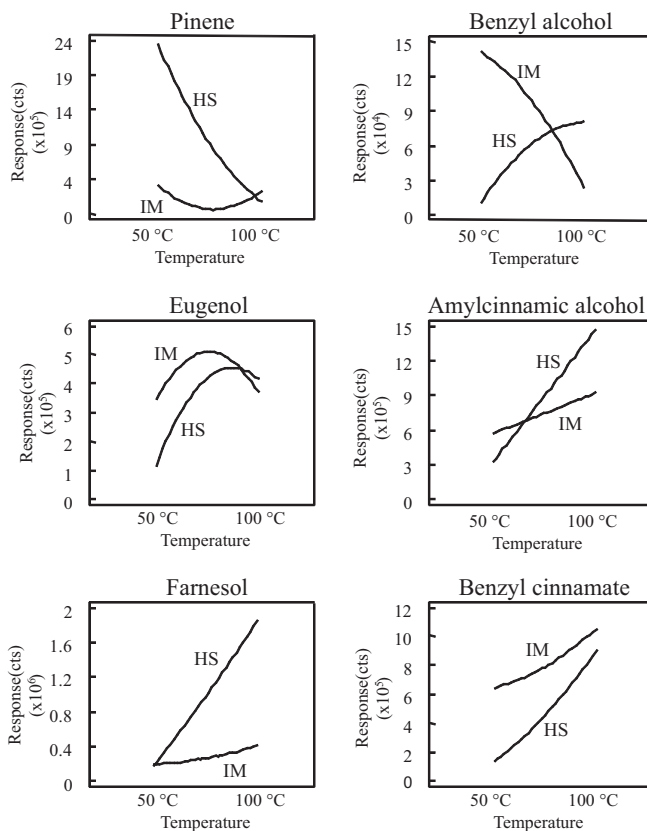 Pinene
Response(cts)
(x10⁵)
24
19
14
9
4
0
HS
IM
50 °C 100 °C
Temperature
Benzyl alcohol
Response(cts)
(x10⁴)
15
12
9
6
3
0
IM
HS
50 °C 100 °C
Temperature
Eugenol
Response(cts)
(x10⁵)
6
5
4
3
2
1
0
IM
HS
50 °C 100 °C
Temperature
Amylcinnamic alcohol
Response(cts)
(x10⁵)
15
12
9
6
3
0
HS
IM
50 °C 100 °C
Temperature
Farnesol
Response(cts)
(x10⁶)
2
1.6
1.2
0.8
0.4
0
HS
IM
50 °C 100 °C
Temperature
Benzyl cinnamate
Response(cts)
(x10⁵)
12
10
8
6
4
2
0
IM
HS
50 °C 100 °C
Temperature